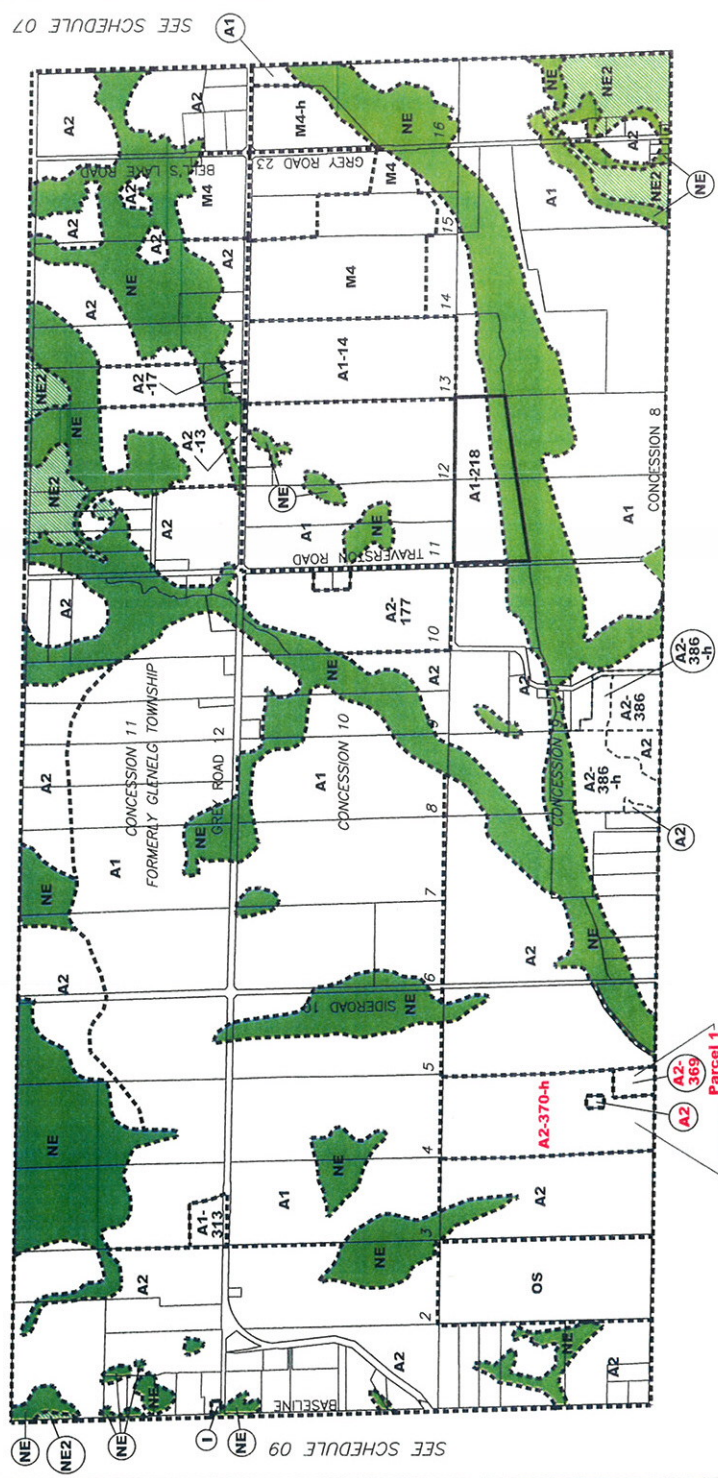 SEE SCHEDULE 07
A1
A2
A2
A2
M4-h
NE
16
NE
NE2
A2
BELL'S LAKE ROAD
GREY ROAD 23
A2
A2
M4
M4
15
A1
NE2
NE
A2
NE
A2
M4
14
A2
NE2
NE
A2
-17
A1-14
13
NE2
A2
-13
NE
12
A1-218
A2
A1
NE
TRAVERSTON ROAD
11
A1
CONCESSION 8
A2
A2-
177
10
NE
A2
A2
A2-
386
-h
A2-
386
A2
CONCESSION 11
FORMERLY GLENELG TOWNSHIP
GREY ROAD 12
CONCESSION 10
A1
9
CONCESSION 9
A2-
386
-h
A2
A2
A1
NE
8
NE
7
A2
NE
A2
SIDEROAD 10
NE
6
5
NE
A2-370-h
A2
A2-
369
Parcel 1-
4
NE
A1
A1-
313
A2
3
NE
A2
OS
2
NE
NE2
NE
NE
I
NE
BASELINE
A2
NE
A2
SEE SCHEDULE 09